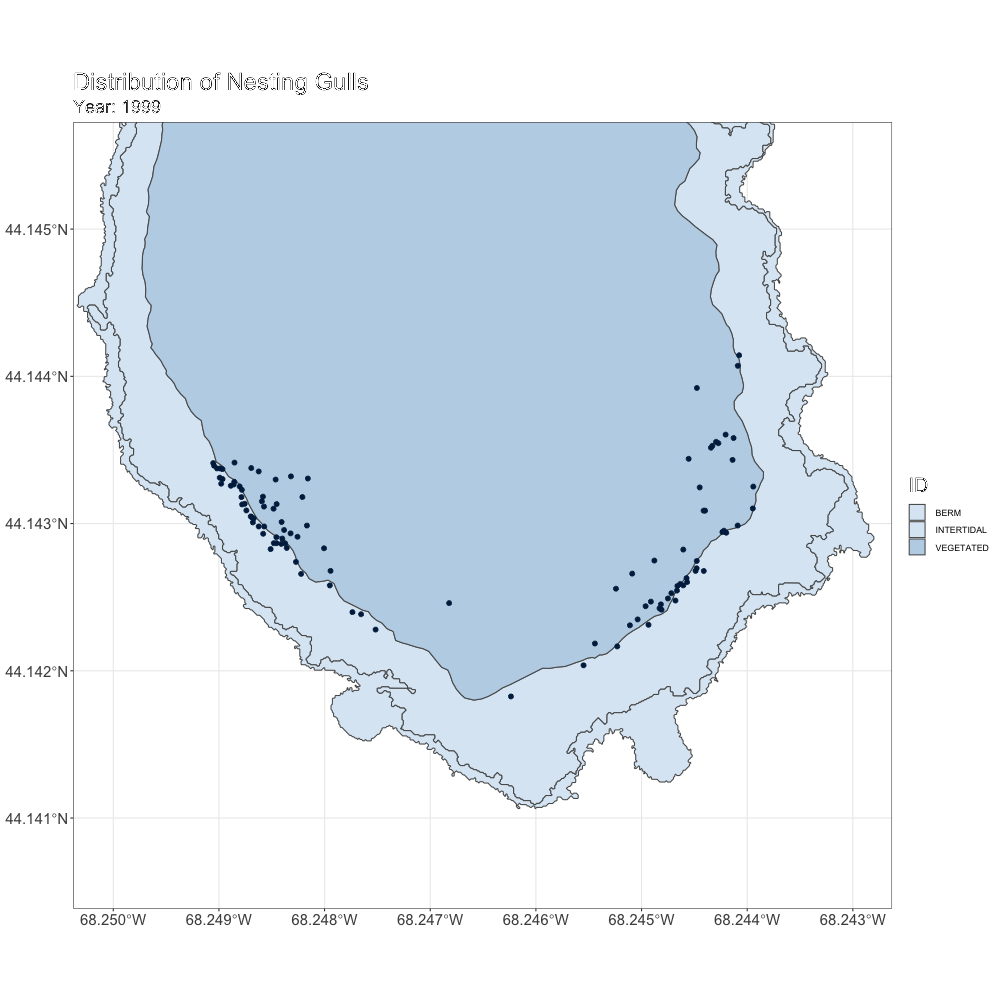 Distribution of Nesting Gulls
Year: 1999
44.145°N
44.144°N
44.143°N
44.142°N
44.141°N
68.250°W 68.249°W 68.248°W 68.247°W 68.246°W 68.245°W 68.244°W 68.243°W
ID
BERM
INTERTIDAL
VEGETATED